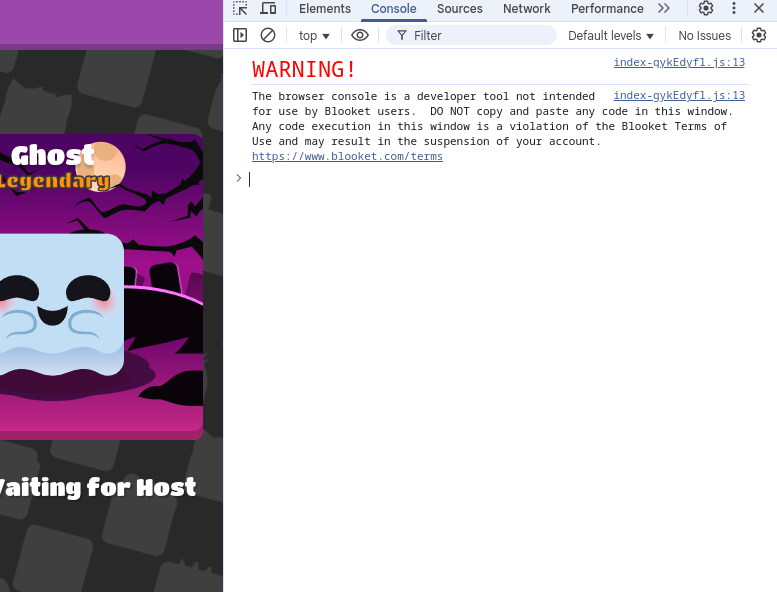 Elements Console Sources Network Performance
top Filter Default levels No Issues
WARNING! index-gykEdyfl.js:13
The browser console is a developer tool not intended index-gykEdyfl.js:13
for use by Blooket users. DO NOT copy and paste any code in this window.
Any code execution in this window is a violation of the Blooket Terms of
Use and may result in the suspension of your account.
https://www.blooket.com/terms
Ghost
Legendary
Waiting for Host